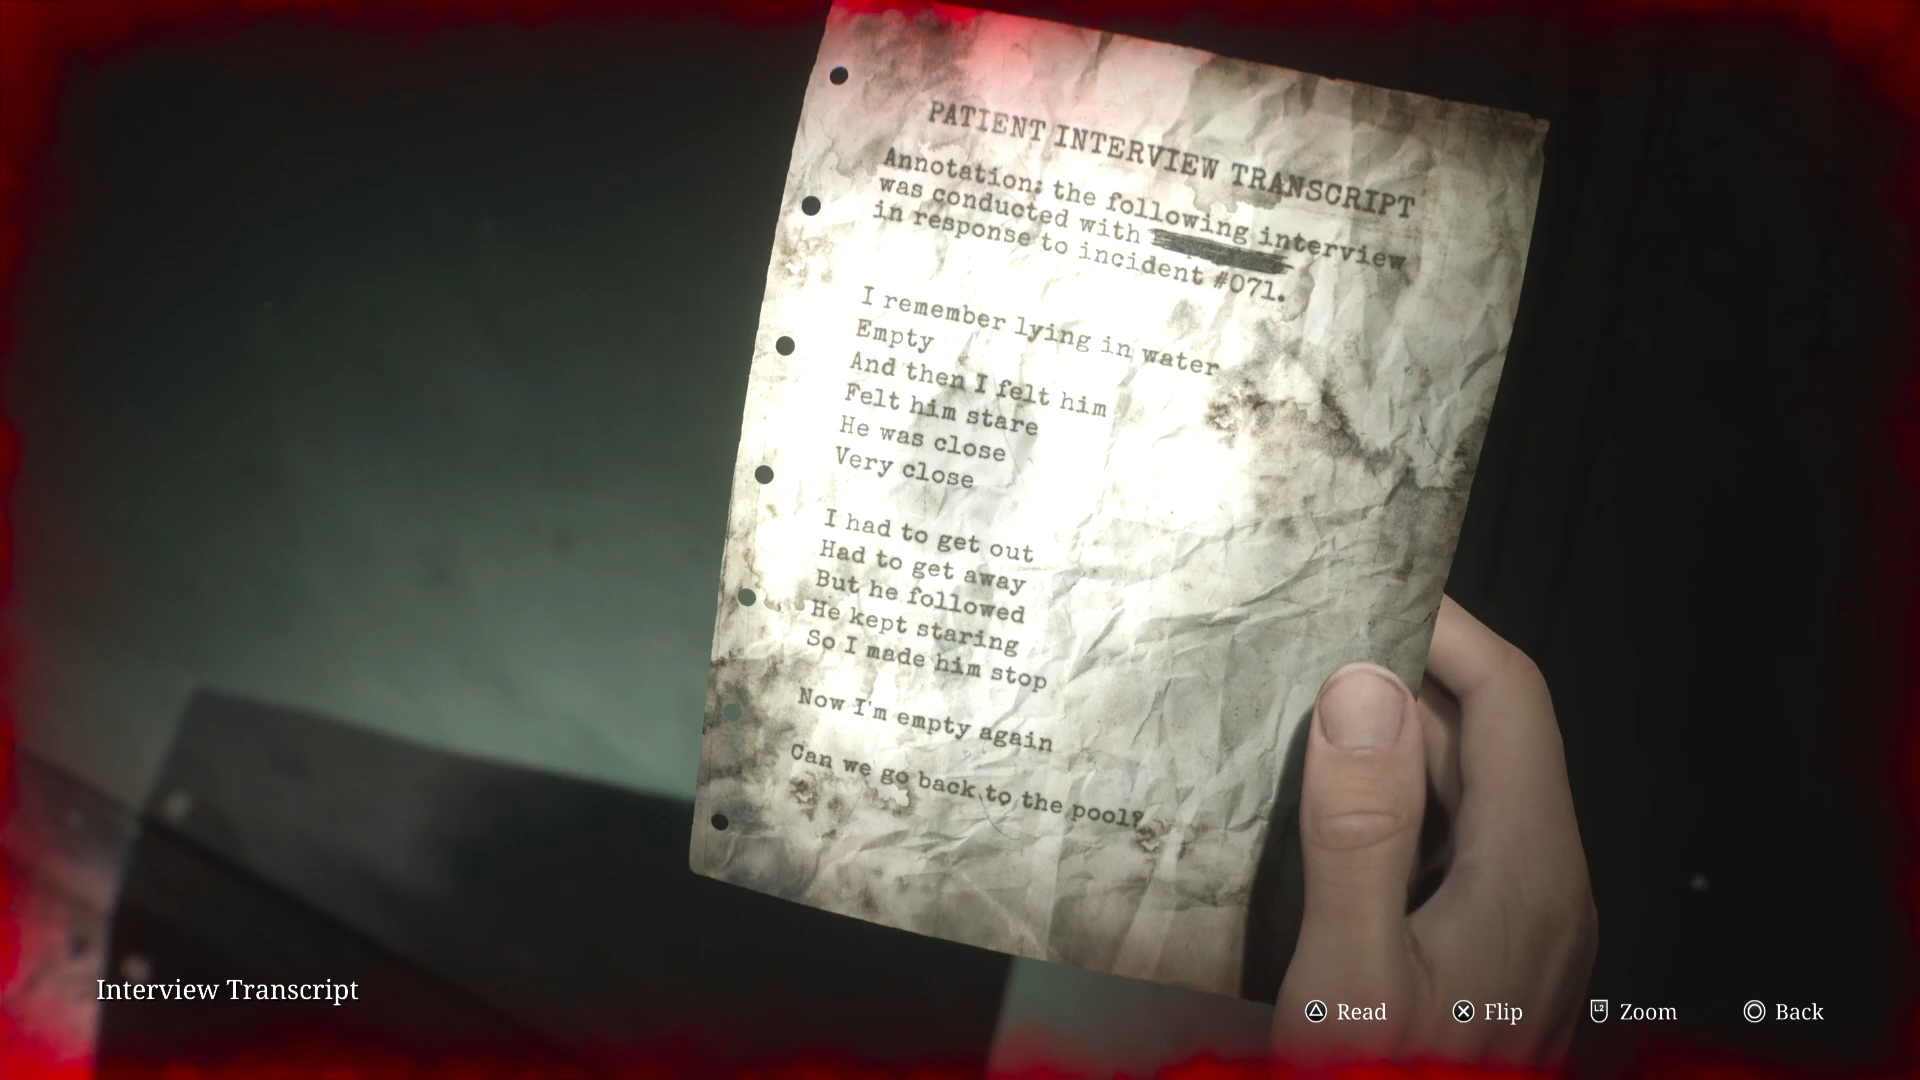 PATIENT INTERVIEW TRANSCRIPT
Annotation: the following interview
was conducted with
in response to incident #071.
I remember lying in water
Empty
And then I felt him
Felt him stare
He was close
Very close
I had to get out
Had to get away
But he followed
He kept staring
So I made him stop
Now I'm empty again
Can we go back to the pool?
Interview Transcript
Read
Flip
L2 Zoom
Back